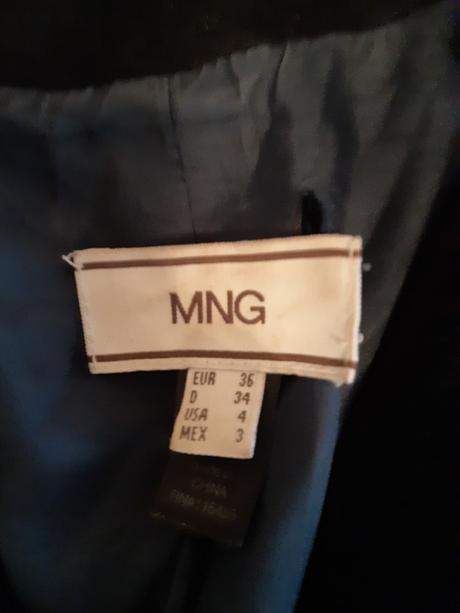 MNG
EUR 36
D 34
USA 4
MEX 3
CHINA